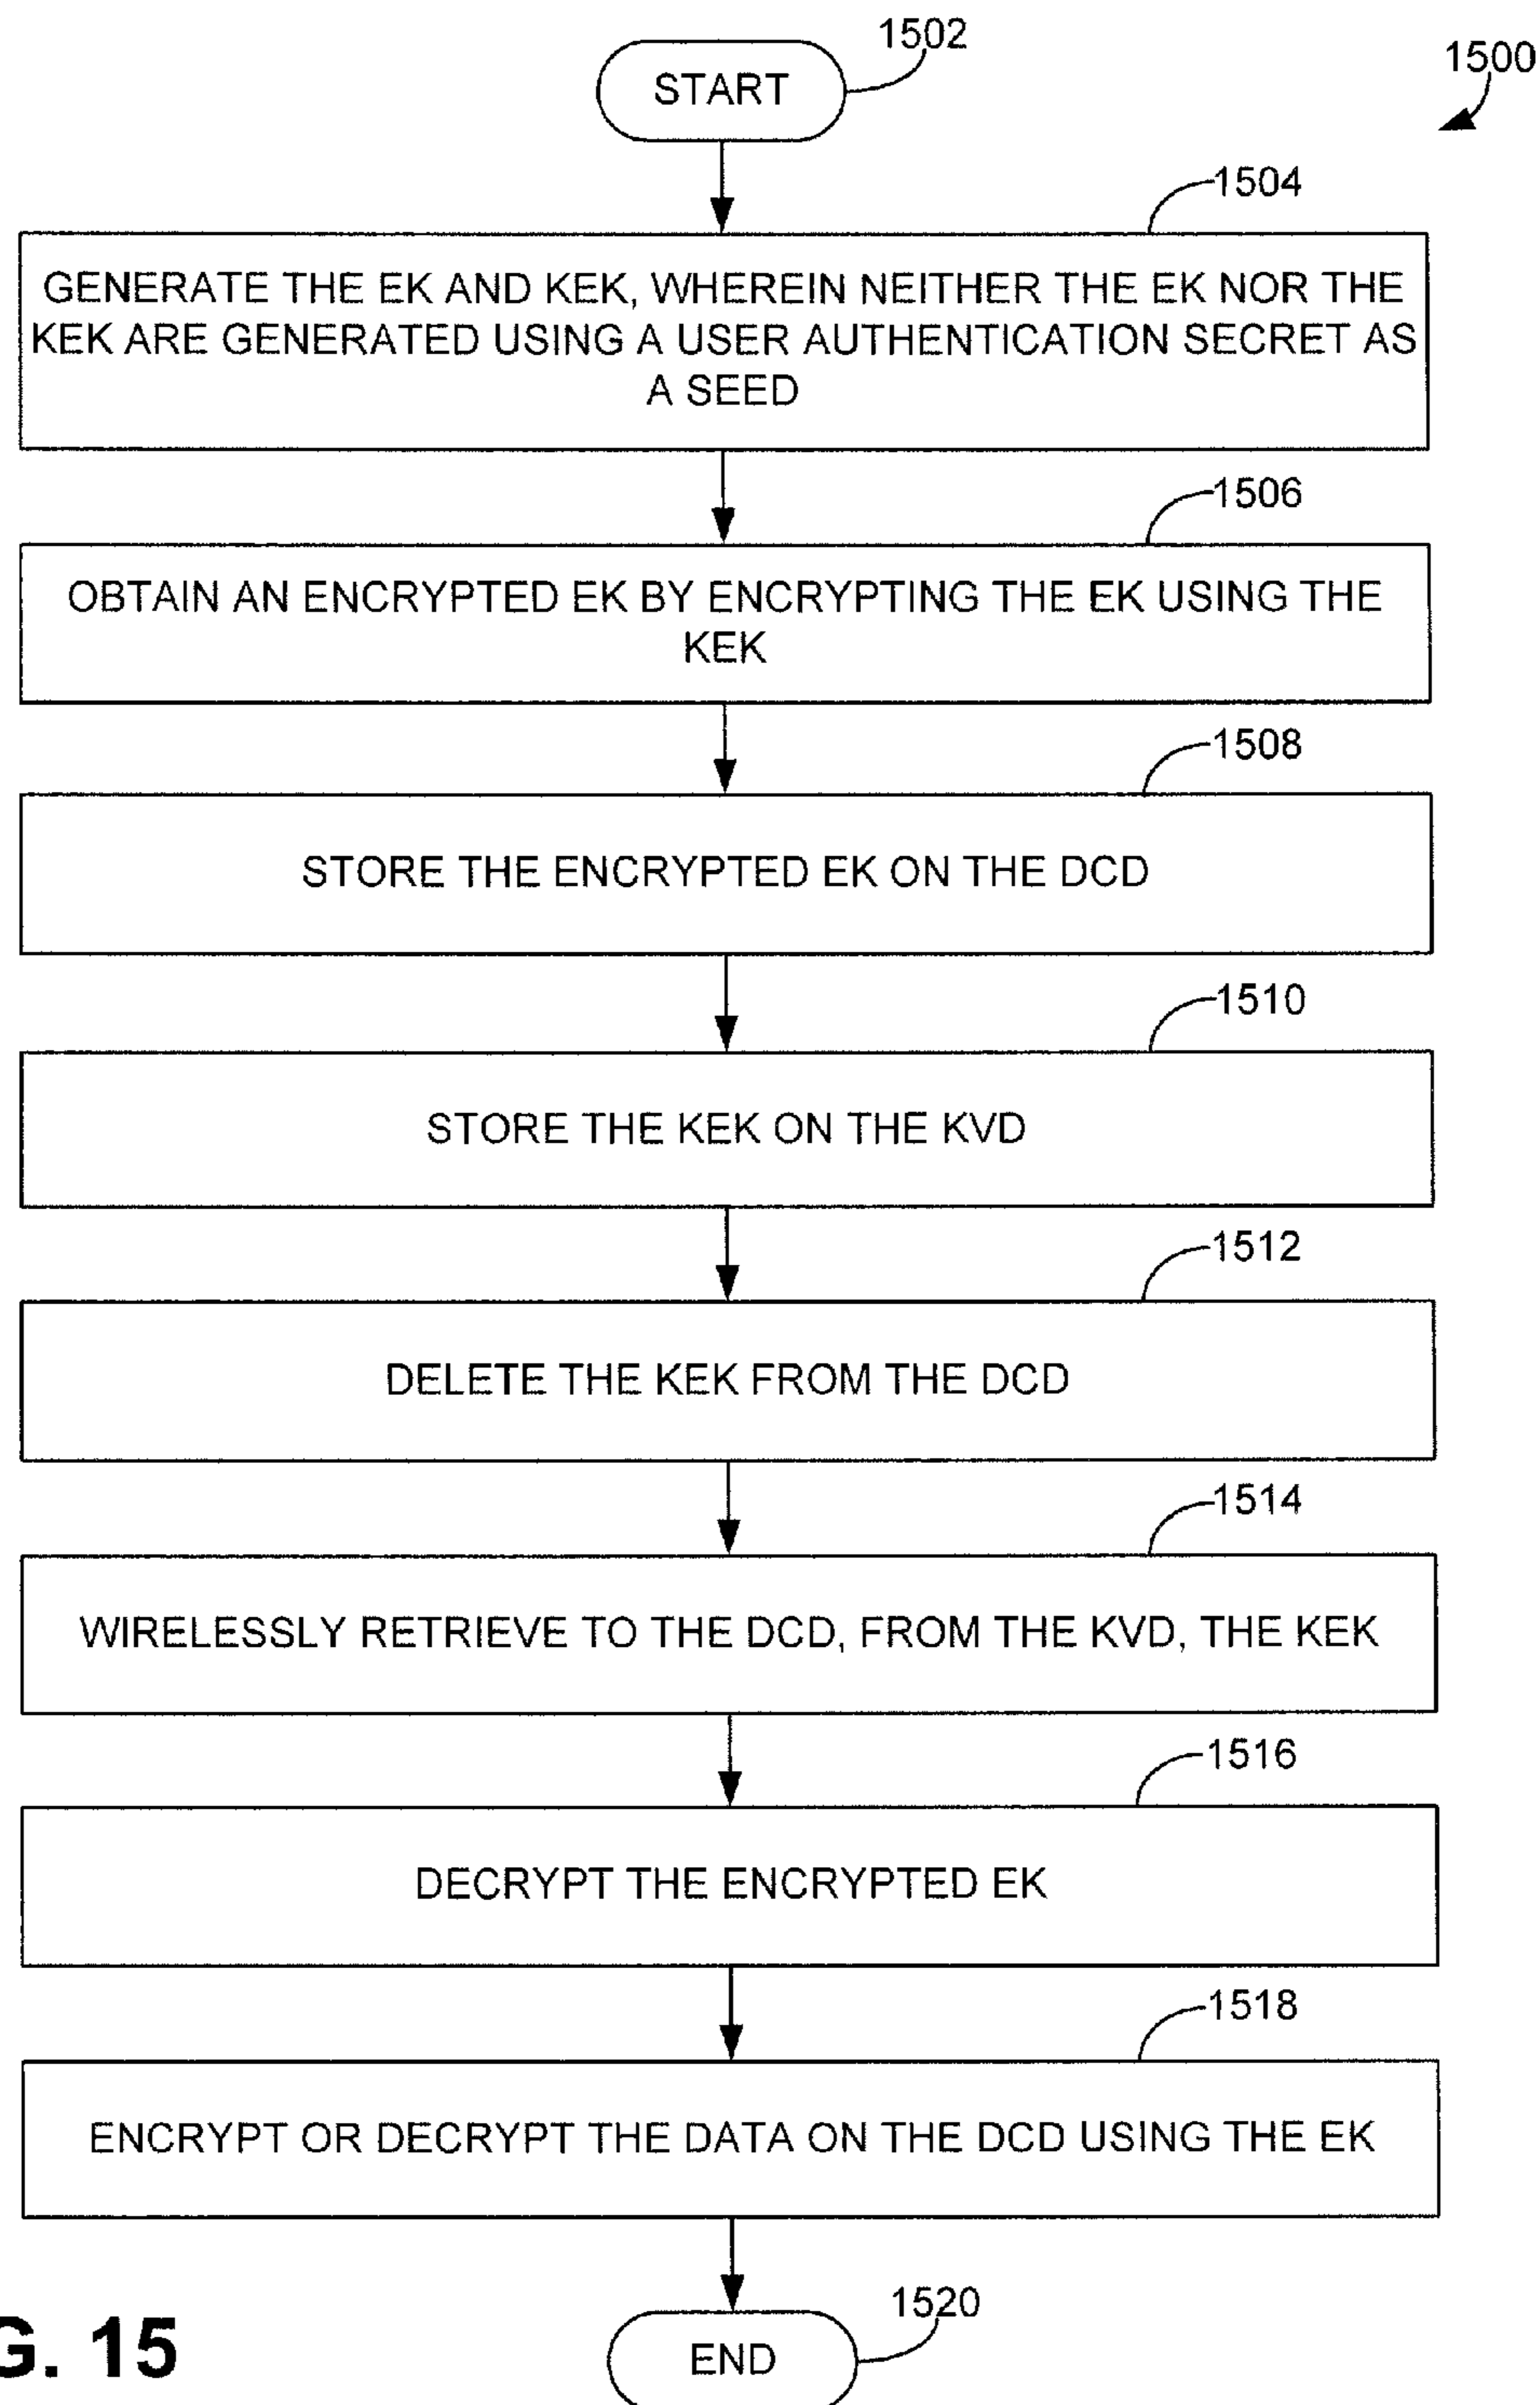 1502
1500
START
1504
GENERATE THE EK AND KEK, WHEREIN NEITHER THE EK NOR THE
KEK ARE GENERATED USING A USER AUTHENTICATION SECRET AS
A SEED
1506
OBTAIN AN ENCRYPTED EK BY ENCRYPTING THE EK USING THE
KEK
1508
STORE THE ENCRYPTED EK ON THE DCD
1510
STORE THE KEK ON THE KVD
1512
DELETE THE KEK FROM THE DCD
1514
WIRELESSLY RETRIEVE TO THE DCD, FROM THE KVD, THE KEK
1516
DECRYPT THE ENCRYPTED EK
1518
ENCRYPT OR DECRYPT THE DATA ON THE DCD USING THE EK
1520
END
G. 15